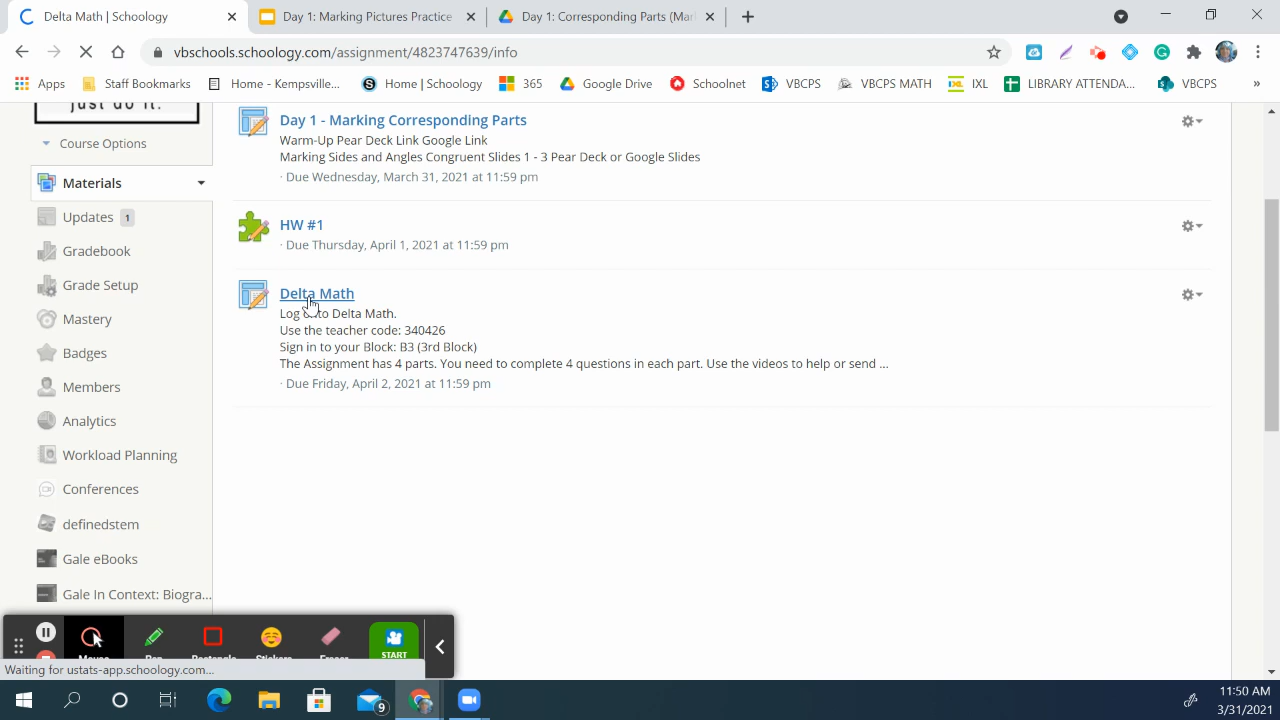 Delta Math | Schoology
Day 1: Marking Pictures Practice
Day 1: Corresponding Parts (Mar
vbschools.schoology.com/assignment/4823747639/info
Apps
Staff Bookmarks
Home - Kempsville...
Home | Schoology
365
Google Drive
Schoolnet
VBCPS
VBCPS MATH
IXL
LIBRARY ATTENDA...
VBCPS
»
just do it.
Course Options
Materials
Updates 1
Gradebook
Grade Setup
Mastery
Badges
Members
Analytics
Workload Planning
Conferences
definedstem
Gale eBooks
Gale In Context: Biogra...
Day 1 - Marking Corresponding Parts
Warm-Up Pear Deck Link Google Link
Marking Sides and Angles Congruent Slides 1 - 3 Pear Deck or Google Slides
· Due Wednesday, March 31, 2021 at 11:59 pm
HW #1
· Due Thursday, April 1, 2021 at 11:59 pm
Delta Math
Log onto Delta Math.
Use the teacher code: 340426
Sign in to your Block: B3 (3rd Block)
The Assignment has 4 parts. You need to complete 4 questions in each part. Use the videos to help or send ...
· Due Friday, April 2, 2021 at 11:59 pm
START
Waiting for ustats-app.schoology.com...
9
11:50 AM
3/31/2021